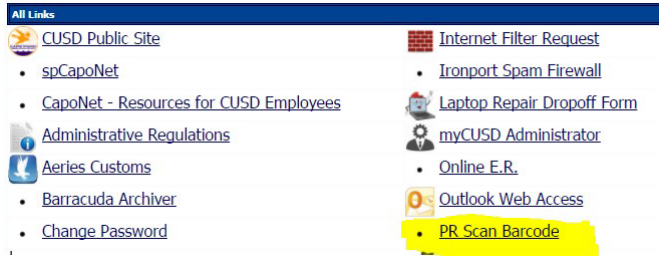 All Links
CUSD Public Site
Internet Filter Request
spCapoNet
Ironport Spam Firewall
CapoNet - Resources for CUSD Employees
Laptop Repair Dropoff Form
Administrative Regulations
myCUSD Administrator
Aeries Customs
Online E.R.
Barracuda Archiver
Outlook Web Access
Change Password
PR Scan Barcode